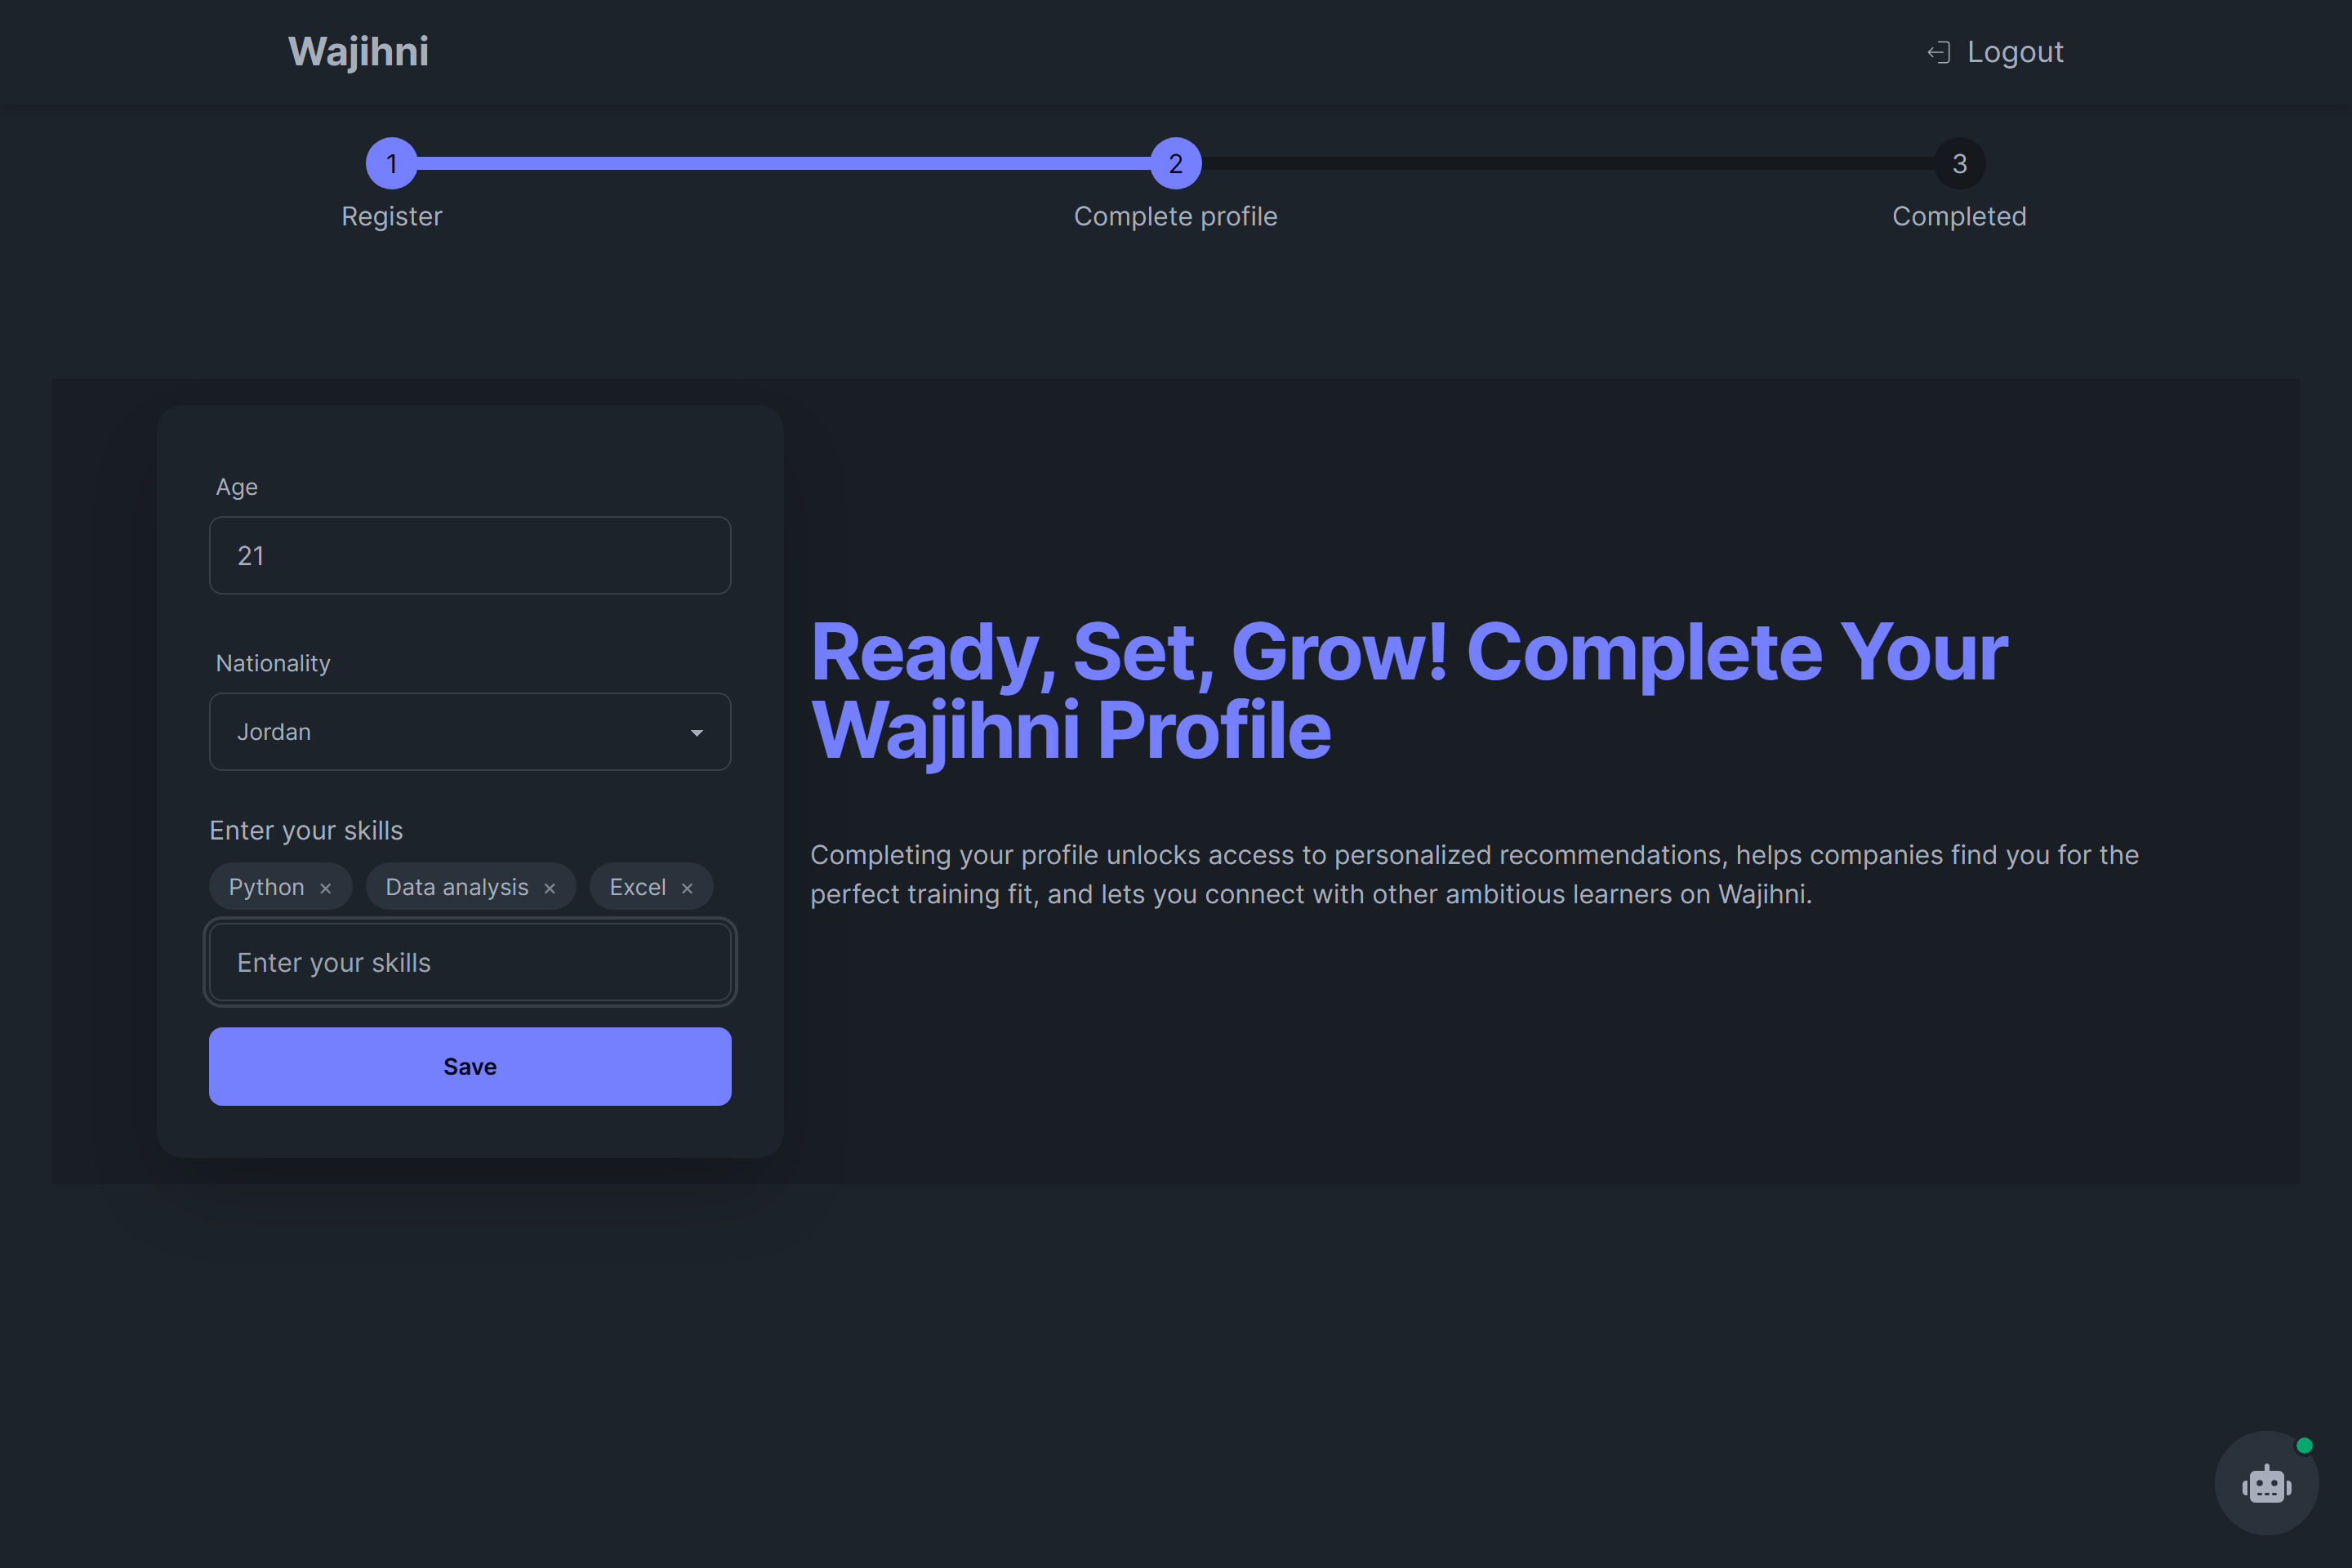 Wajihni
Logout
1
2
3
Register
Complete profile
Completed
Age
21
Nationality
Jordan
Enter your skills
Python ×
Data analysis ×
Excel ×
Enter your skills
Save
Ready, Set, Grow! Complete Your
Wajihni Profile
Completing your profile unlocks access to personalized recommendations, helps companies find you for the
perfect training fit, and lets you connect with other ambitious learners on Wajihni.